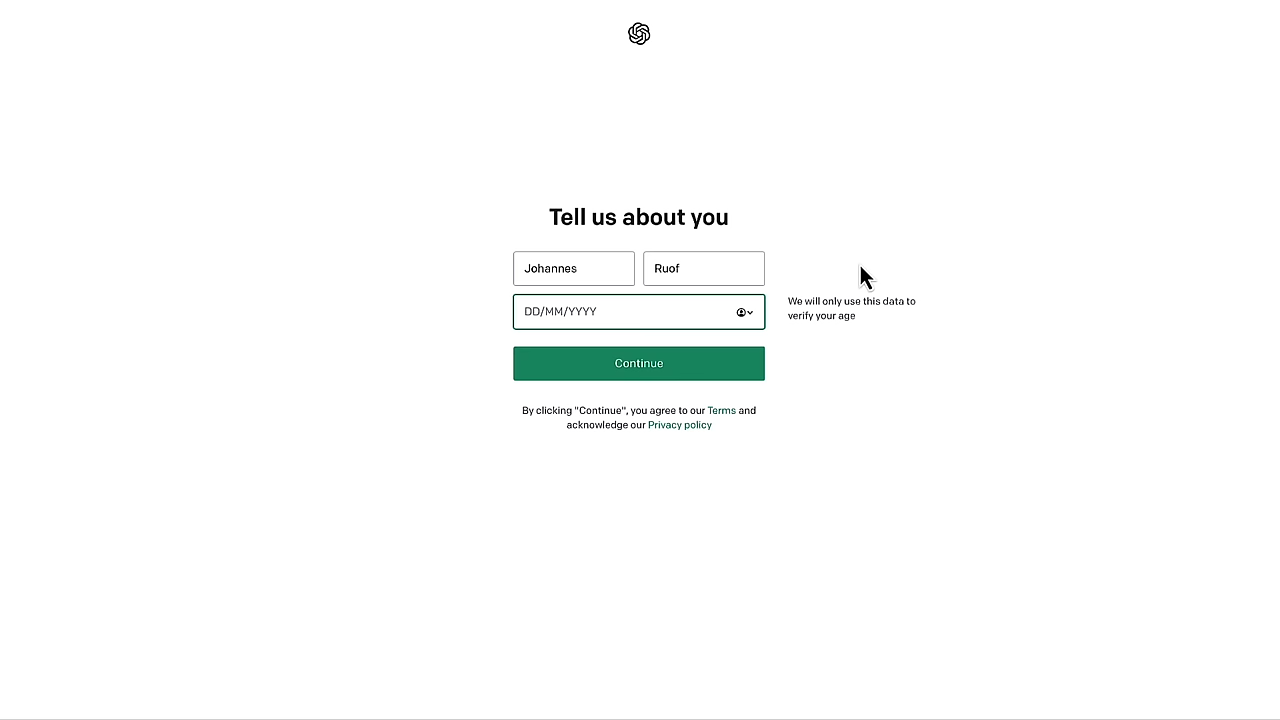 Tell us about you
Johannes Ruof
DD/MM/YYYY
We will only use this data to
verify your age
Continue
By clicking "Continue", you agree to our Terms and
acknowledge our Privacy policy